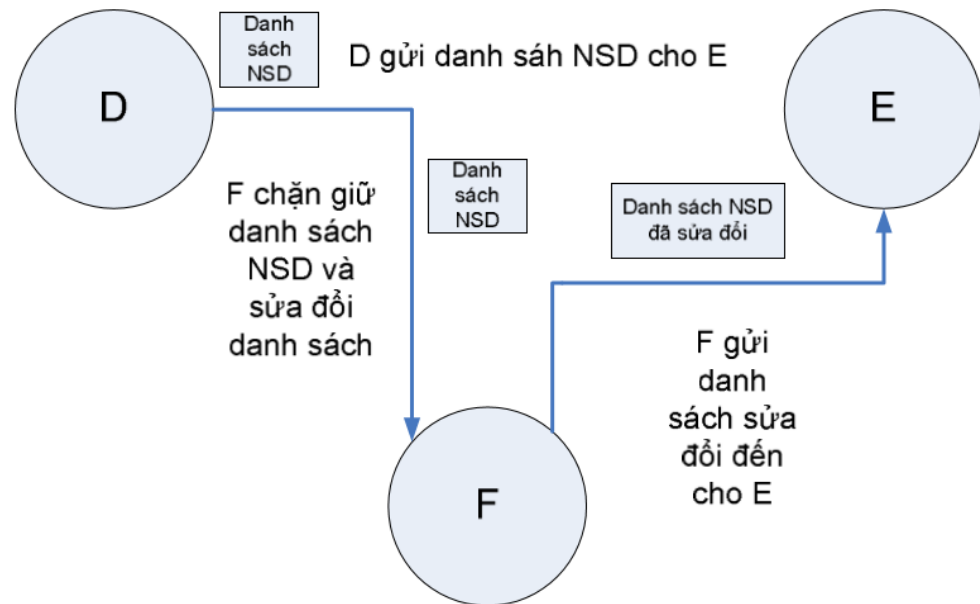 Danh
sách
NSD
D gửi danh sáh NSD cho E
D
E
F chặn giữ
danh sách
NSD và
sửa đổi
danh sách
Danh
sách
NSD
Danh sách NSD
đã sửa đổi
F gửi
danh
sách sửa
đổi đến
cho E
F